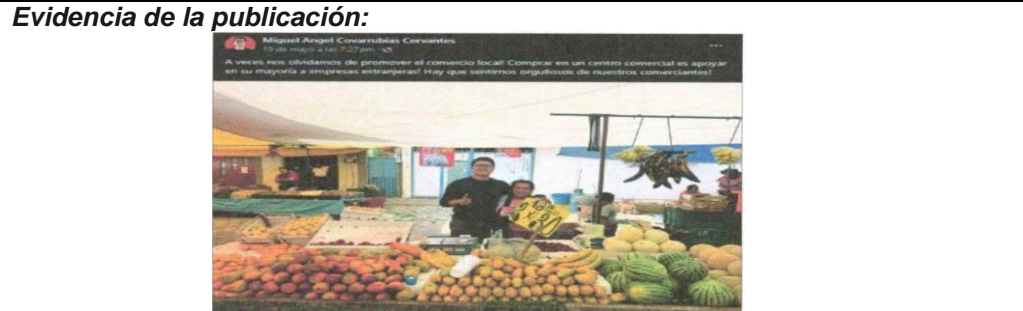 Evidencia de la publicación:
Miguel Angel Covarrubias Cervantes
19 de mayo a las 7:27 pm
A veces nos olvidamos de promover el comercio local! Comprar en un centro comercial es apoyar
en su mayoría a empresas extranjeras! Hay que sentirnos orgullosos de nuestros comerciantes!